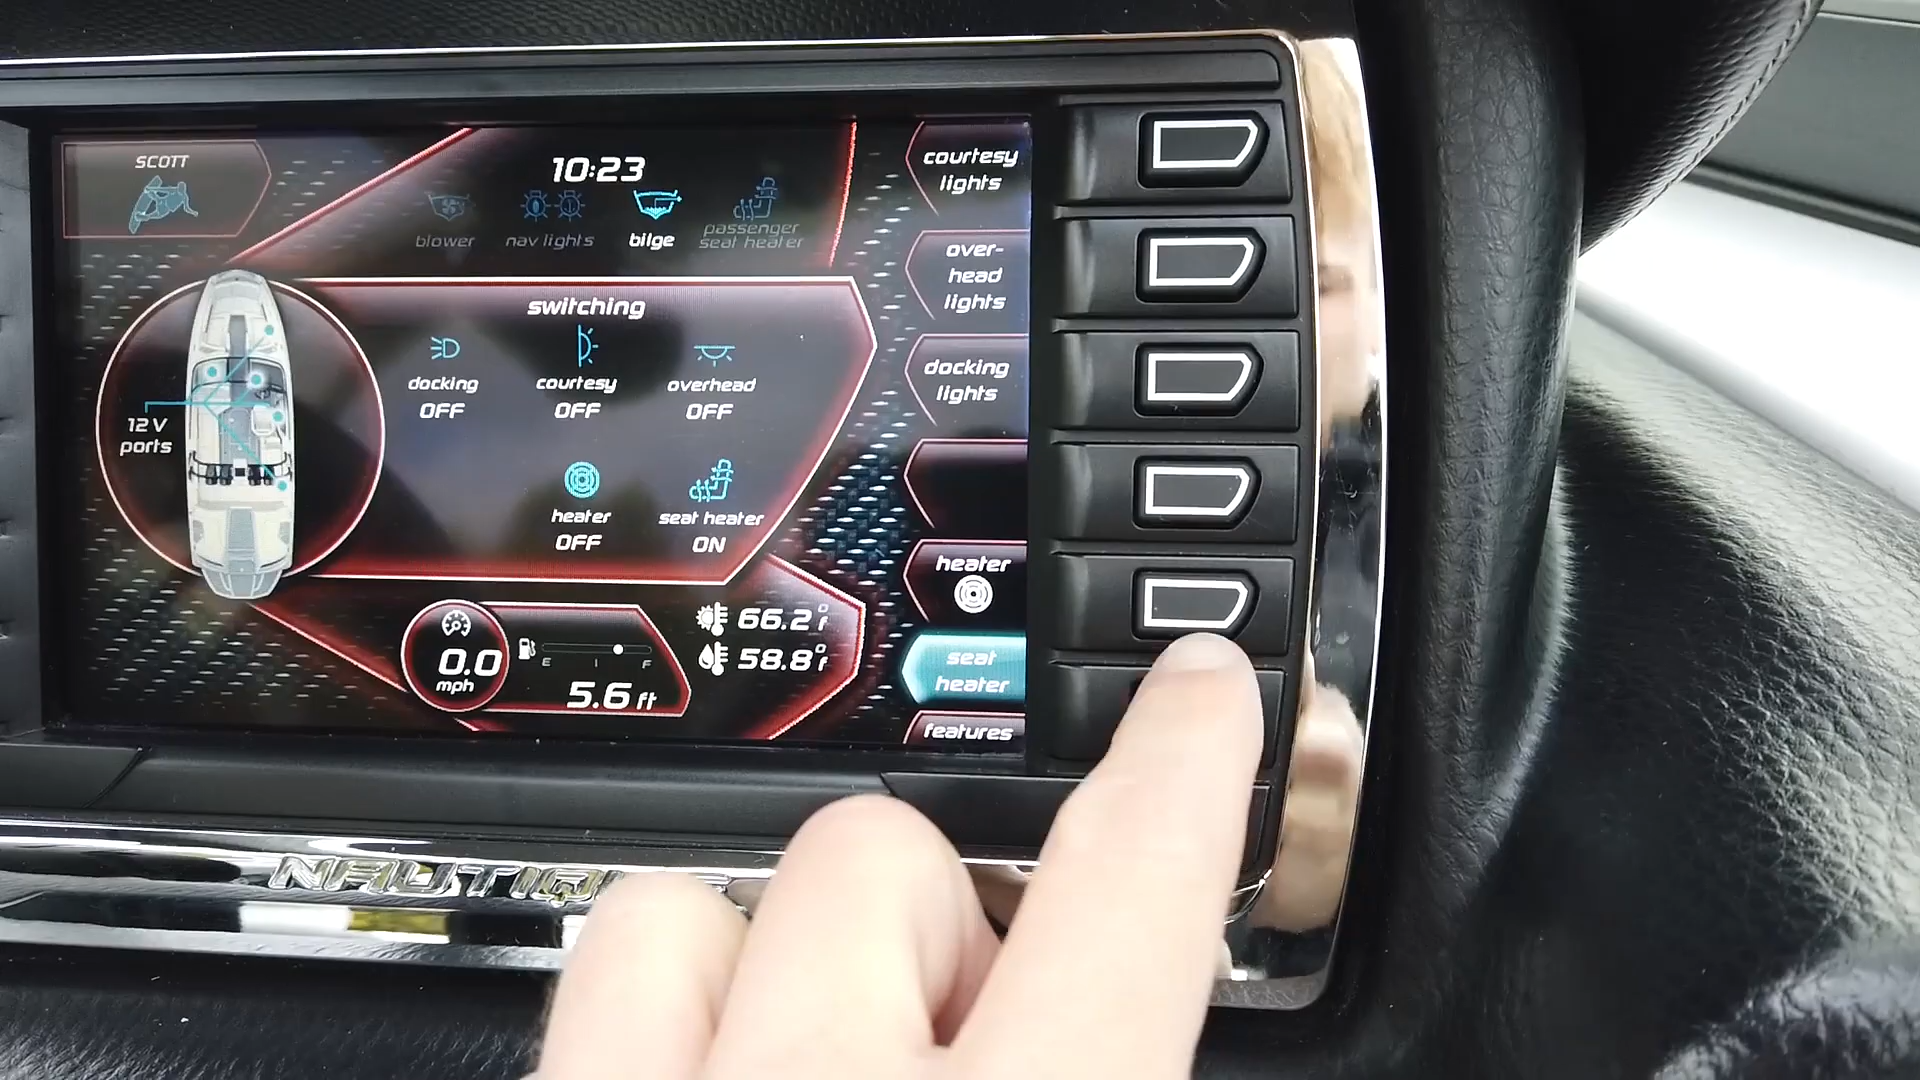 SCOTT
10:23
blower
nav lights
bilge
passenger
seat heater
switching
docking
OFF
courtesy
OFF
overhead
OFF
heater
OFF
seat heater
ON
12 V
ports
0.0
mph
E
I
F
5.6 ft
66.2°F
58.8°F
courtesy
lights
over-
head
lights
docking
lights
heater
seat
heater
features
NAUTIQUE